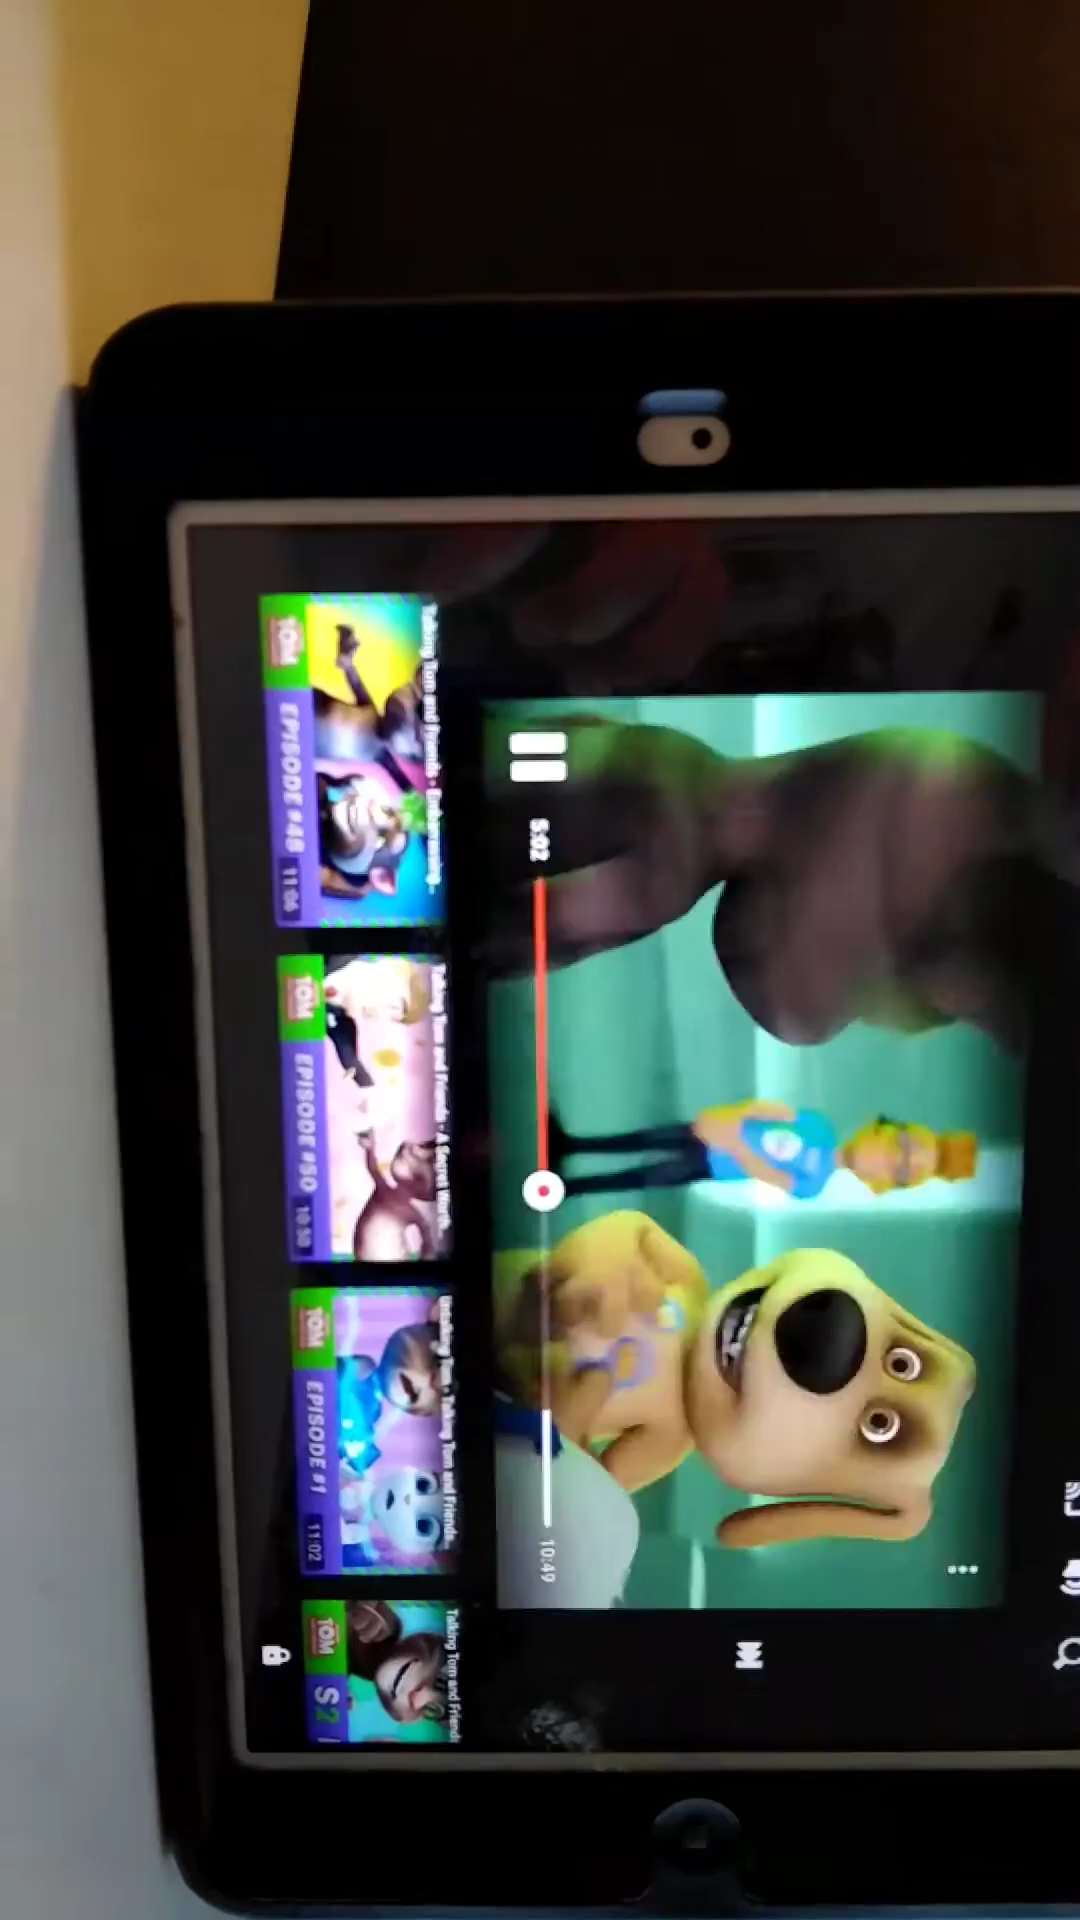 5:02
10:49
Talking Tom and Friends - Embarrassing...
TOM
EPISODE #48
11:06
Talking Tom and Friends - A Secret Worth...
TOM
EPISODE #50
10:50
Talking Tom and Friends...
TOM
EPISODE #1
11:02
Talking Tom and Friends
TOM
S2